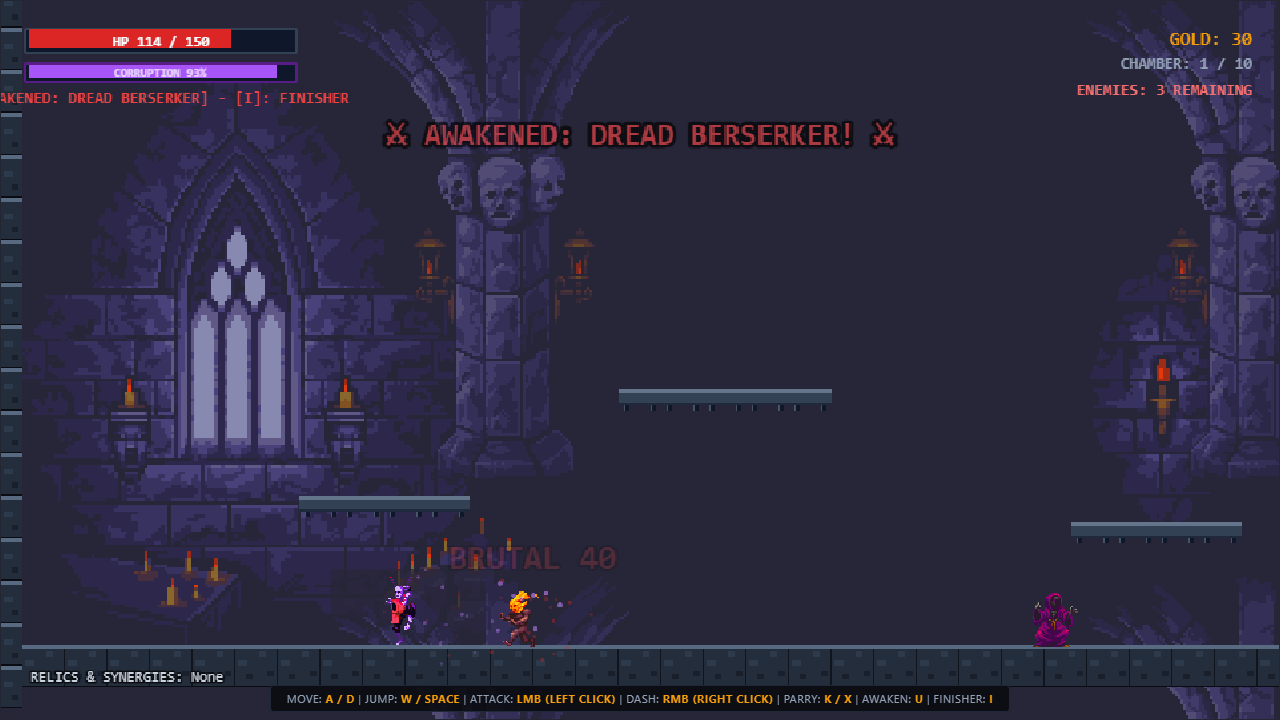 HP 114 / 150
GOLD: 30
CORRUPTION 93%
CHAMBER: 1 / 10
ENEMIES: 3 REMAINING
AKENED: DREAD BERSERKER] - [I]: FINISHER
⚔ AWAKENED: DREAD BERSERKER! ⚔
BRUTAL 40
RELICS & SYNERGIES: None
MOVE: A / D | JUMP: W / SPACE | ATTACK: LMB (LEFT CLICK) | DASH: RMB (RIGHT CLICK) | PARRY: K / X | AWAKEN: U | FINISHER: I